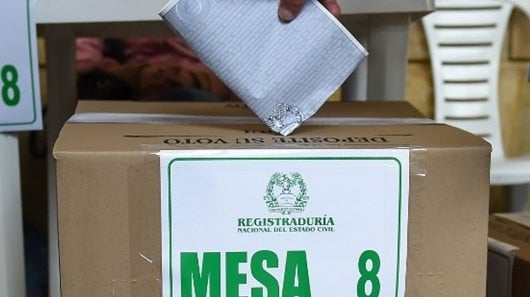 8
DEPOSITE SU VOTO
REGISTRADURÍA
NACIONAL DEL ESTADO CIVIL
MESA 8